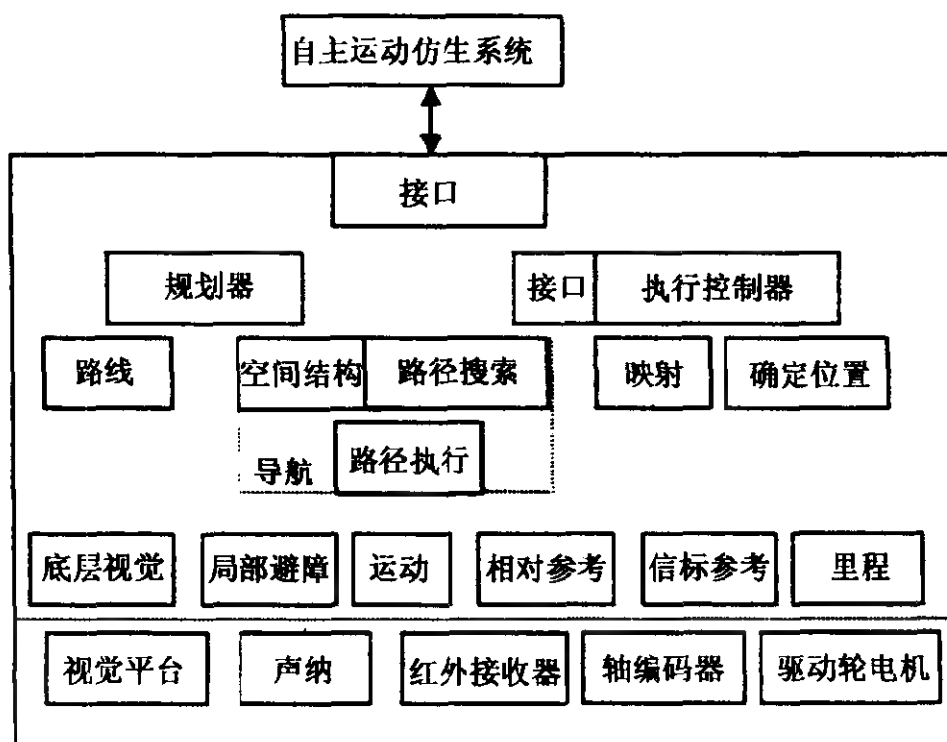 自主运动仿生系统
接口
规划器
接口
执行控制器
路线
空间结构
路径搜索
映射
确定位置
导航
路径执行
底层视觉
局部避障
运动
相对参考
信标参考
里程
视觉平台
声纳
红外接收器
轴编码器
驱动轮电机